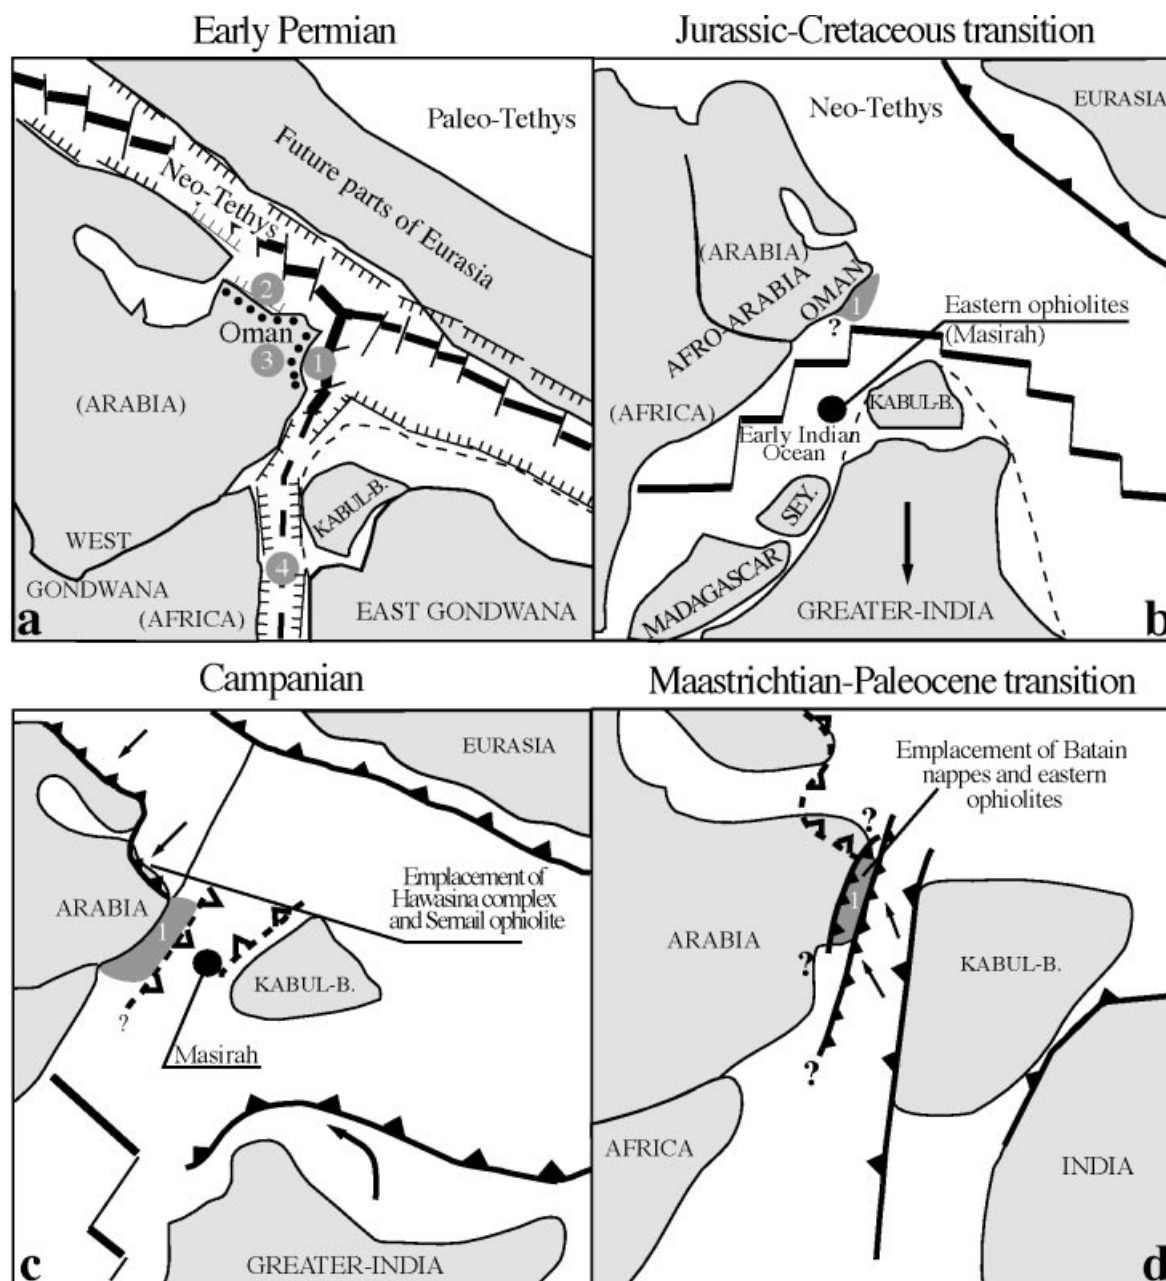 Early Permian
Paleo-Tethys
Future parts of Eurasia
Neo-Tethys
2
Oman
3
1
(ARABIA)
KABUL-B.
WEST
GONDWANA
4
(AFRICA)
EAST GONDWANA
a
Jurassic-Cretaceous transition
Neo-Tethys
EURASIA
(ARABIA)
OMAN
AFRO-ARABIA
1
?
Eastern ophiolites
(Masirah)
(AFRICA)
KABUL-B.
Early Indian
Ocean
SEY.
MADAGASCAR
GREATER-INDIA
b
Campanian
EURASIA
Emplacement of
Hawasina complex
and Semail ophiolite
ARABIA
1
KABUL-B.
?
Masirah
GREATER-INDIA
c
Maastrichtian-Paleocene transition
Emplacement of Batain
nappes and eastern
ophiolites
?
1
ARABIA
KABUL-B.
?
?
AFRICA
INDIA
d